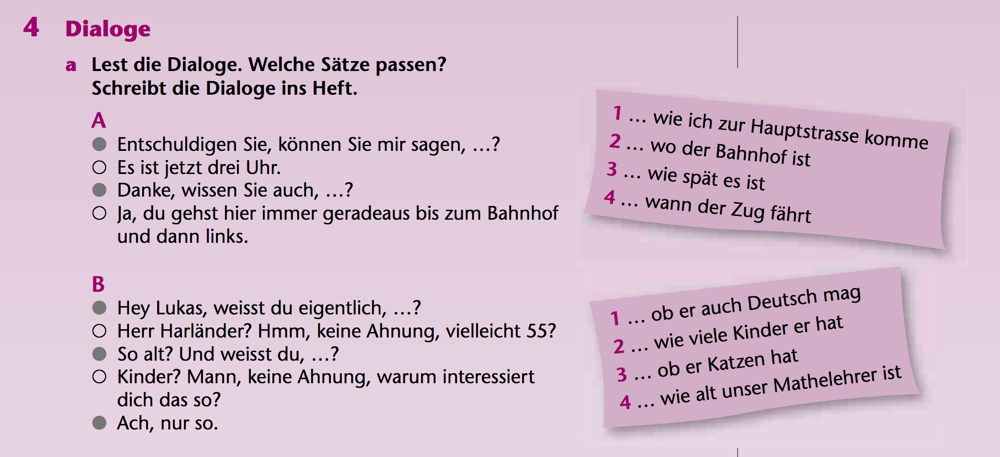 4 Dialoge
a Lest die Dialoge. Welche Sätze passen?
Schreibt die Dialoge ins Heft.
A
Entschuldigen Sie, können Sie mir sagen, …?
Es ist jetzt drei Uhr.
Danke, wissen Sie auch, …?
Ja, du gehst hier immer geradeaus bis zum Bahnhof
und dann links.
1 … wie ich zur Hauptstrasse komme
2 … wo der Bahnhof ist
3 … wie spät es ist
4 … wann der Zug fährt
B
Hey Lukas, weisst du eigentlich, …?
Herr Harländer? Hmm, keine Ahnung, vielleicht 55?
So alt? Und weisst du, …?
Kinder? Mann, keine Ahnung, warum interessiert
dich das so?
Ach, nur so.
1 … ob er auch Deutsch mag
2 … wie viele Kinder er hat
3 … ob er Katzen hat
4 … wie alt unser Mathelehrer ist